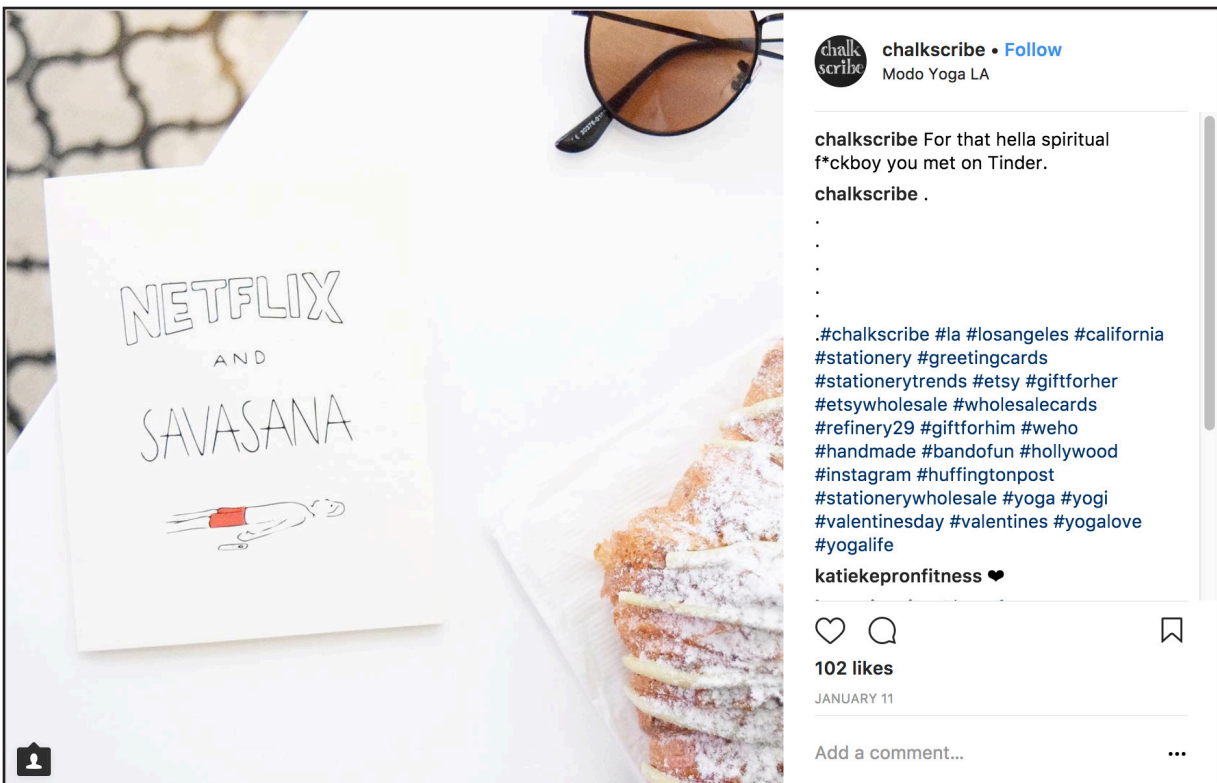 NETFLIX
AND
SAVASANA
chalk
scribe
chalkscribe • Follow
Modo Yoga LA
chalkscribe For that hella spiritual
f*ckboy you met on Tinder.
chalkscribe .
.
.
.
.
.
.#chalkscribe #la #losangeles #california
#stationery #greetingcards
#stationerytrends #etsy #giftforher
#etsywholesale #wholesalecards
#refinery29 #giftforhim #weho
#handmade #bandofun #hollywood
#instagram #huffingtonpost
#stationerywholesale #yoga #yogi
#valentinesday #valentines #yogalove
#yogalife
katiekepronfitness ❤
102 likes
JANUARY 11
Add a comment...